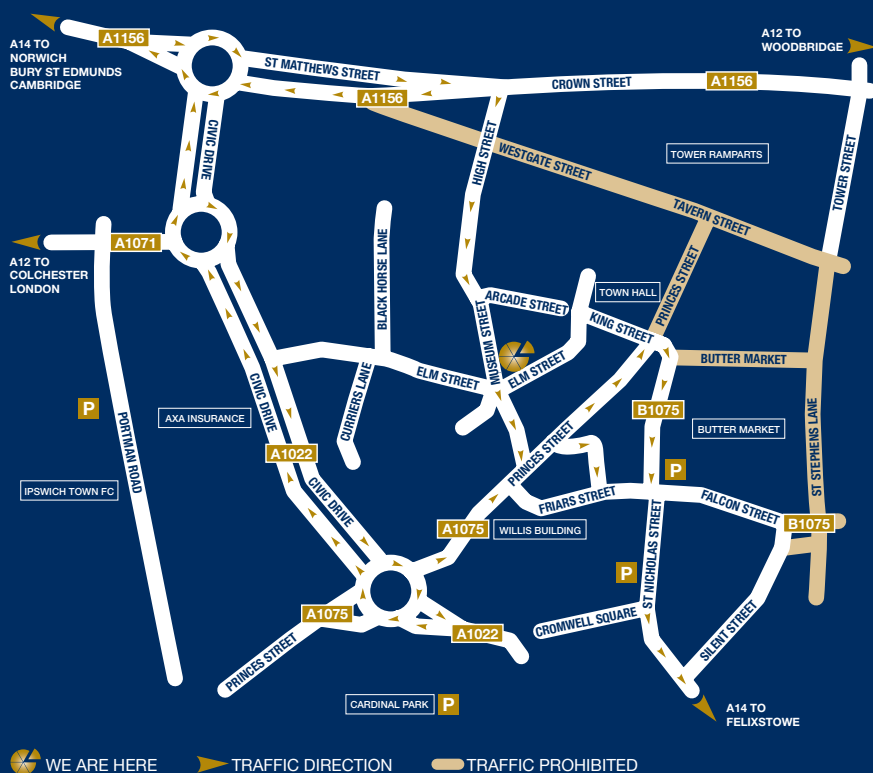 A14 TO
NORWICH
BURY ST EDMUNDS
CAMBRIDGE
A1156
ST MATTHEWS STREET
A1156
CROWN STREET
A1156
A12 TO
WOODBRIDGE
CIVIC DRIVE
HIGH STREET
WESTGATE STREET
TOWER RAMPARTS
TOWER STREET
TAVERN STREET
A1071
A12 TO
COLCHESTER
LONDON
BLACK HORSE LANE
ARCADE STREET
TOWN HALL
PRINCES STREET
KING STREET
MUSEUM STREET
ELM STREET
ELM STREET
BUTTER MARKET
CURRIERS LANE
CIVIC DRIVE
P
AXA INSURANCE
PORTMAN ROAD
B1075
BUTTER MARKET
ST STEPHENS LANE
A1022
PRINCES STREET
P
IPSWICH TOWN FC
CIVIC DRIVE
FRIARS STREET
FALCON STREET
A1075
WILLIS BUILDING
B1075
ST NICHOLAS STREET
P
A1075
CROMWELL SQUARE
A1022
SILENT STREET
PRINCES STREET
CARDINAL PARK
P
A14 TO
FELIXSTOWE
WE ARE HERE
TRAFFIC DIRECTION
TRAFFIC PROHIBITED